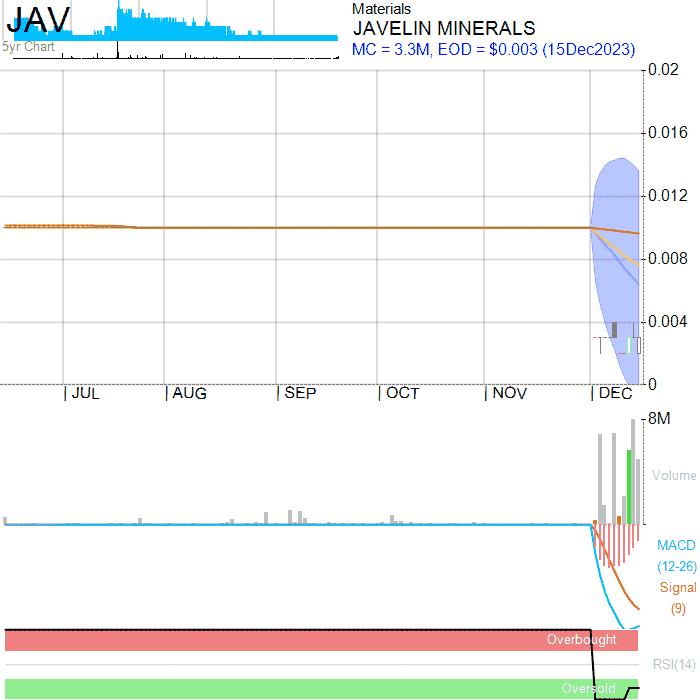 JAV
5yr Chart
Materials
JAVELIN MINERALS
MC = 3.3M, EOD = $0.003 (15Dec2023)
0.02
0.016
0.012
0.008
0.004
0
JUL
AUG
SEP
OCT
NOV
DEC
8M
Volume
MACD
(12-26)
Signal
(9)
Overbought
RSI(14)
Oversold